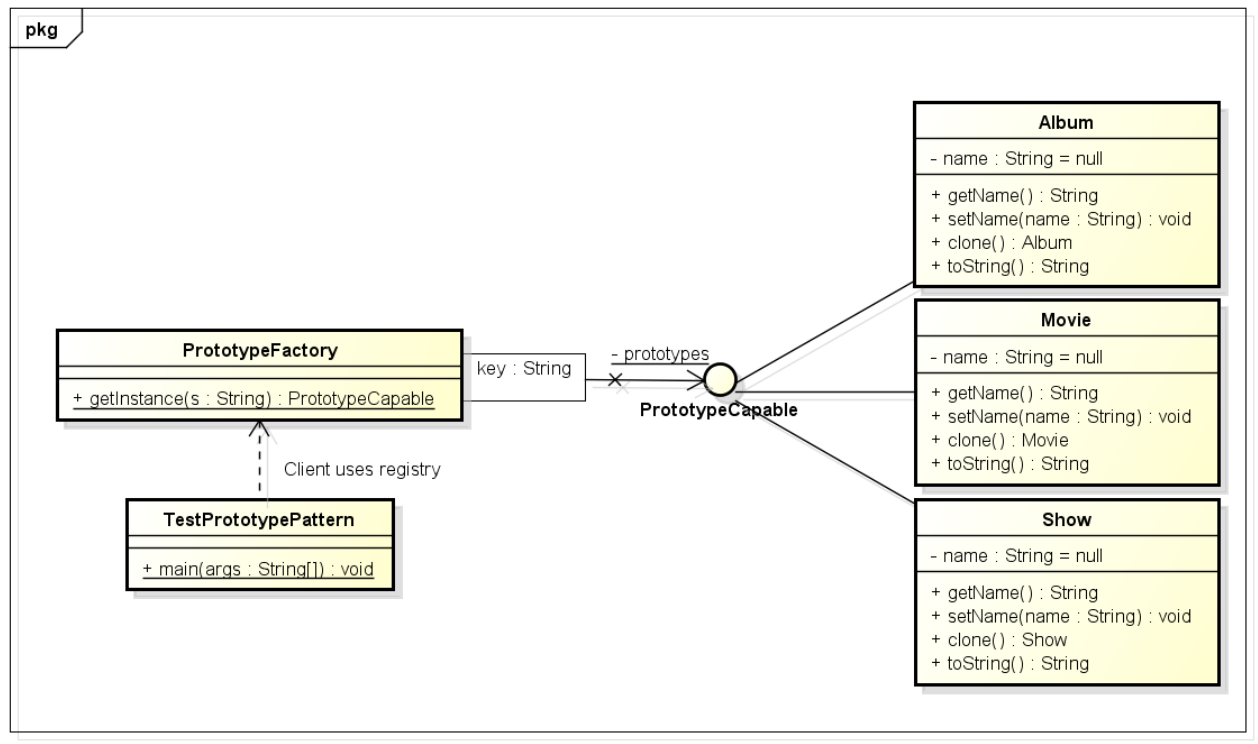 pkg
Album
- name : String = null
+ getName() : String
+ setName(name : String) : void
+ clone() : Album
+ toString() : String
Movie
- name : String = null
+ getName() : String
+ setName(name : String) : void
+ clone() : Movie
+ toString() : String
PrototypeFactory
+ getInstance(s : String) : PrototypeCapable
key : String
- prototypes
PrototypeCapable
Client uses registry
TestPrototypePattern
+ main(args : String[]) : void
Show
- name : String = null
+ getName() : String
+ setName(name : String) : void
+ clone() : Show
+ toString() : String